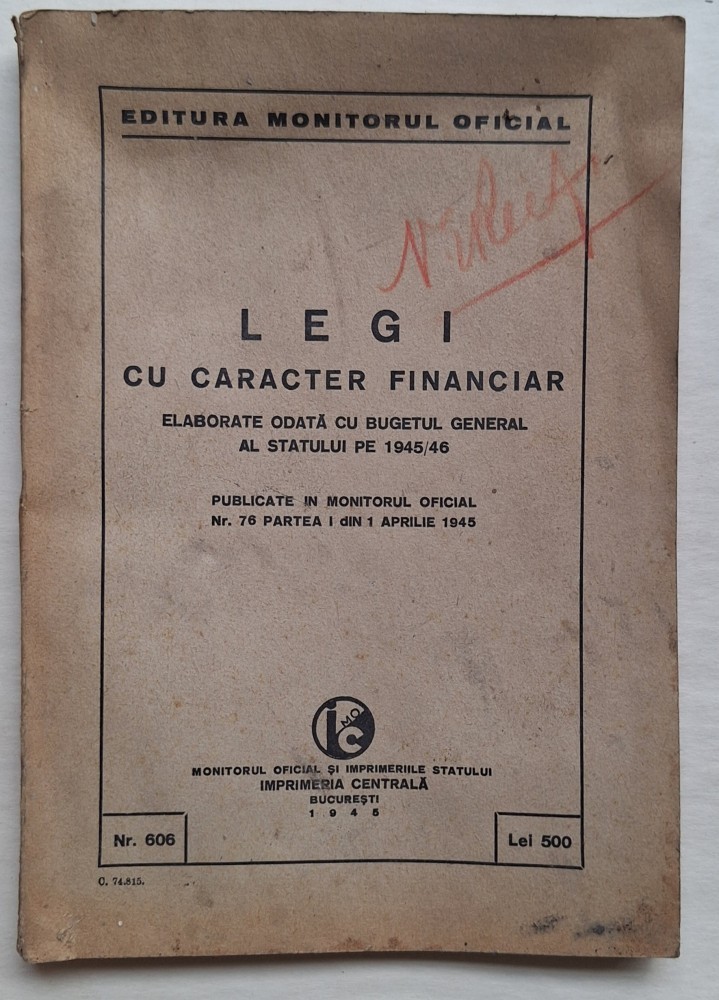 EDITURA MONITORUL OFICIAL
LEGI
CU CARACTER FINANCIAR
ELABORATE ODATĂ CU BUGETUL GENERAL
AL STATULUI PE 1945/46
PUBLICATE IN MONITORUL OFICIAL
Nr. 76 PARTEA I dIN 1 APRILIE 1945
i MO C
MONITORUL OFICIAL ȘI IMPRIMERIILE STATULUI
IMPRIMERIA CENTRALĂ
BUCUREȘTI
1945
Nr. 606
Lei 500
C. 74.815.